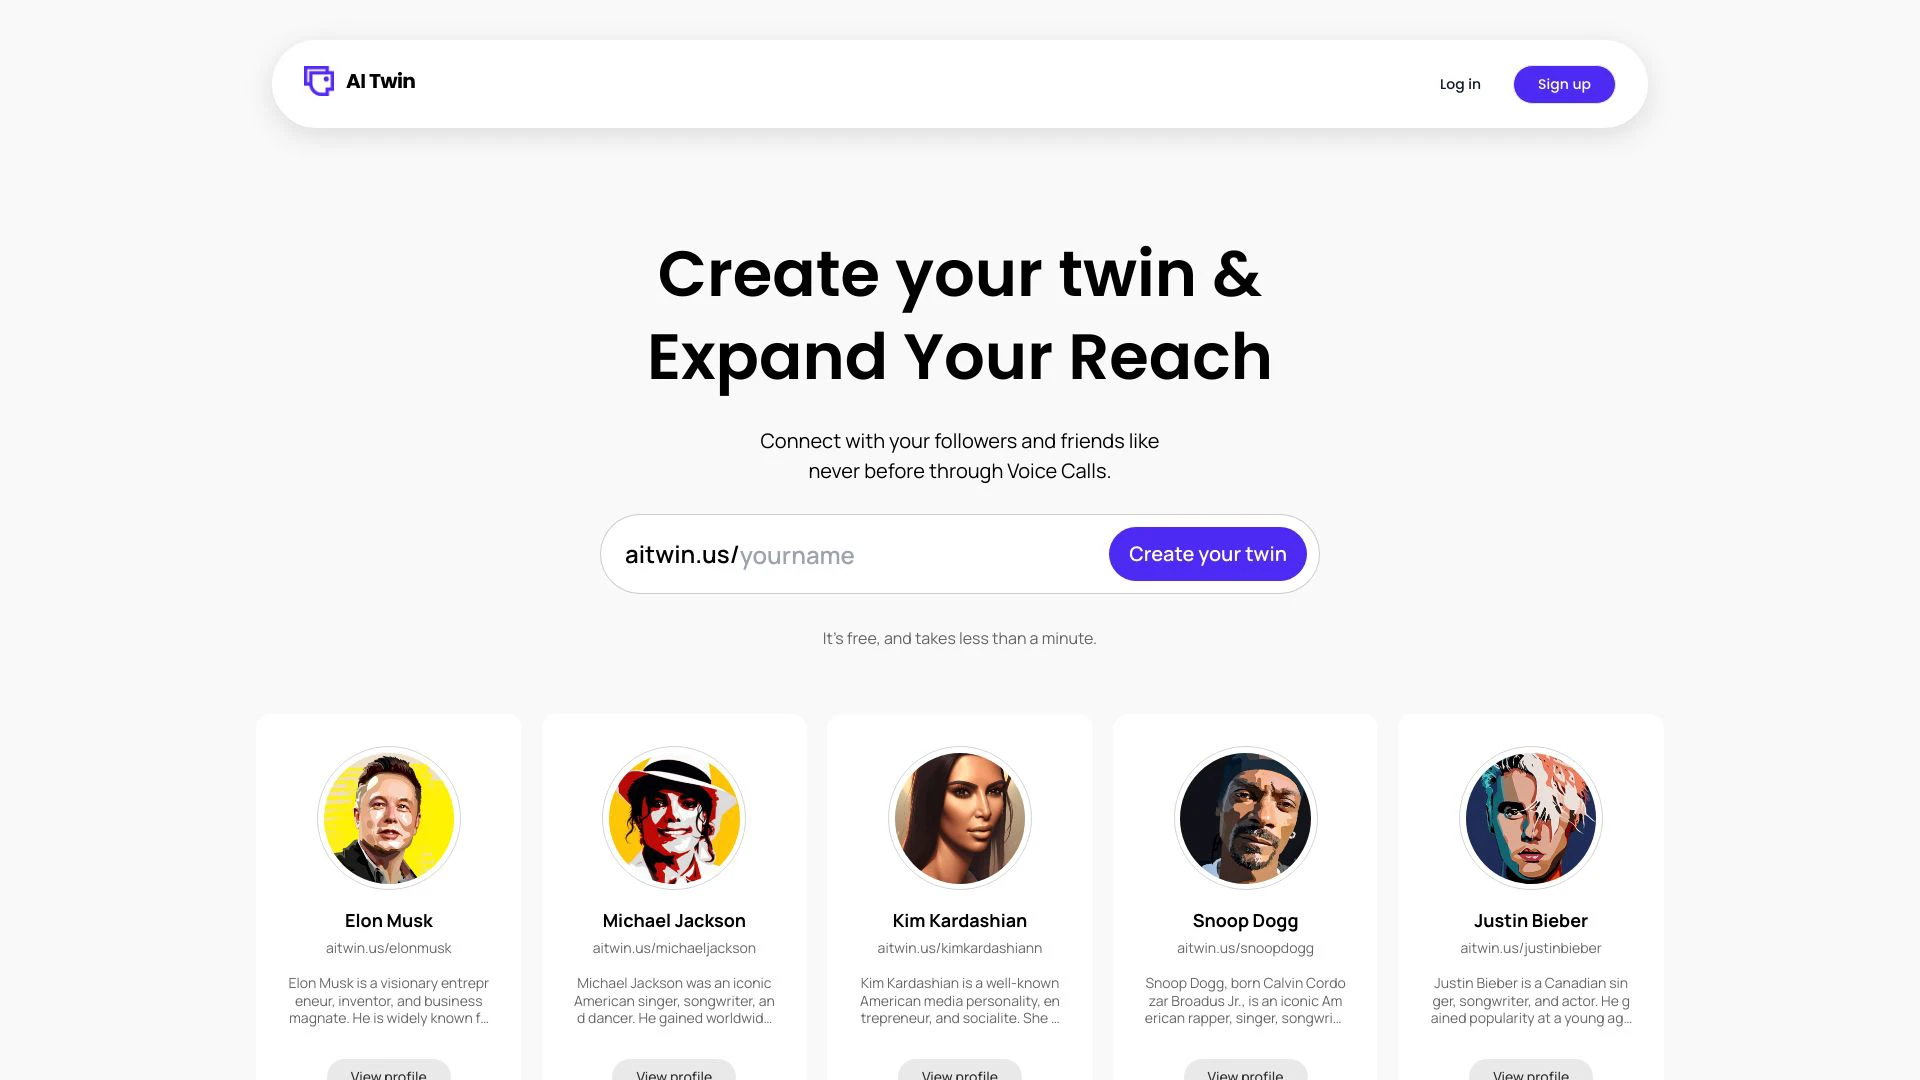 AI Twin
Log in
Sign up
Create your twin &
Expand Your Reach
Connect with your followers and friends like
never before through Voice Calls.
aitwin.us/yourname
Create your twin
It's free, and takes less than a minute.
Elon Musk
aitwin.us/elonmusk
Elon Musk is a visionary entrepr
eneur, inventor, and business
magnate. He is widely known f...
View profile
Michael Jackson
aitwin.us/michaeljackson
Michael Jackson was an iconic
American singer, songwriter, an
d dancer. He gained worldwid...
View profile
Kim Kardashian
aitwin.us/kimkardashiann
Kim Kardashian is a well-known
American media personality, en
trepreneur, and socialite. She ...
View profile
Snoop Dogg
aitwin.us/snoopdogg
Snoop Dogg, born Calvin Cordo
zar Broadus Jr., is an iconic Am
erican rapper, singer, songwri...
View profile
Justin Bieber
aitwin.us/justinbieber
Justin Bieber is a Canadian sin
ger, songwriter, and actor. He g
ained popularity at a young ag...
View profile